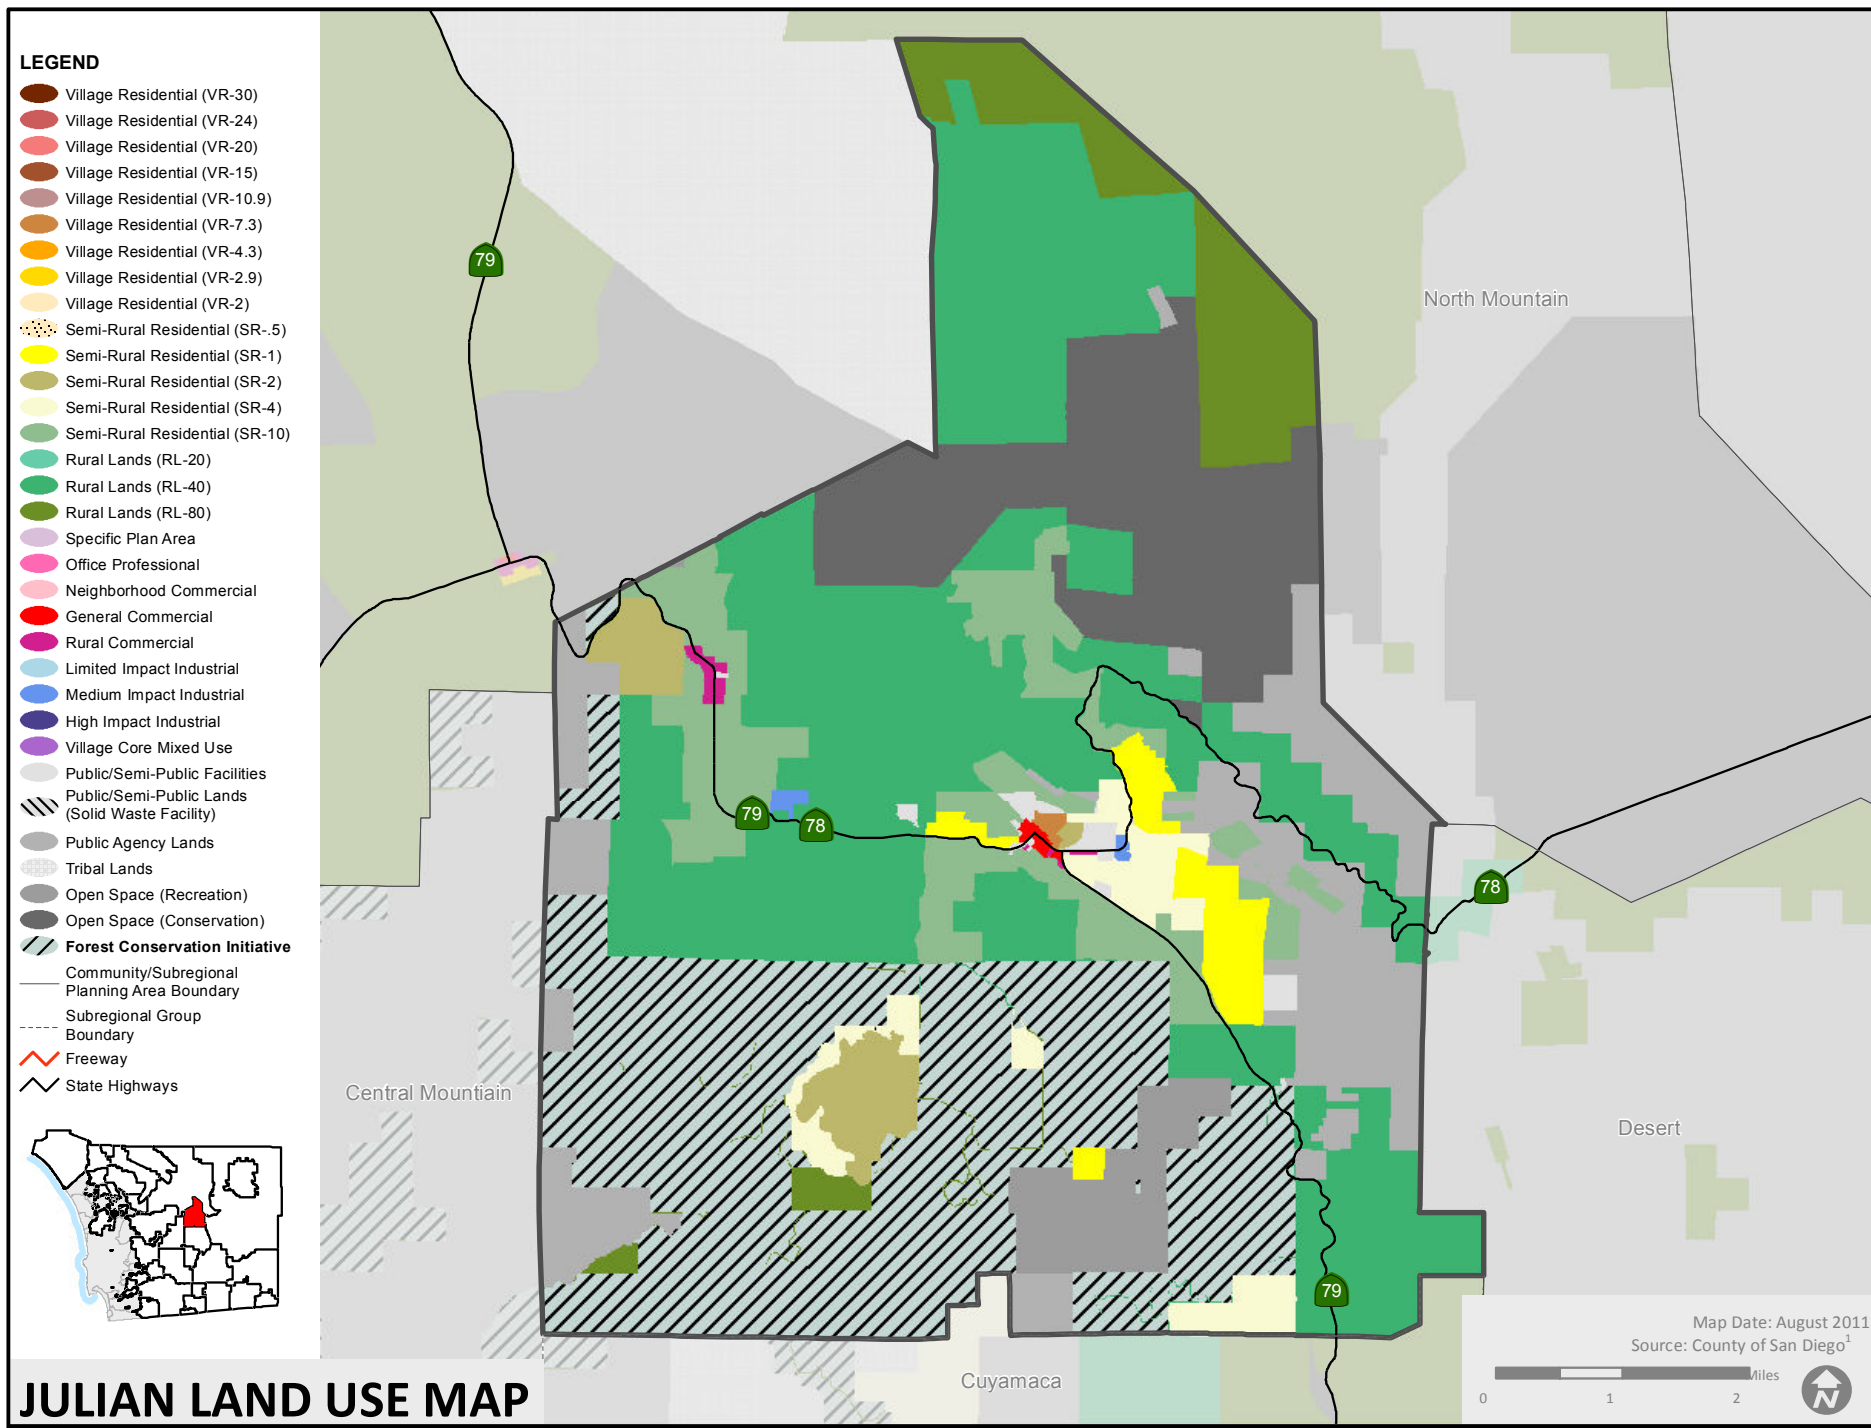 LEGEND
Village Residential (VR-30)
Village Residential (VR-24)
Village Residential (VR-20)
Village Residential (VR-15)
Village Residential (VR-10.9)
Village Residential (VR-7.3)
Village Residential (VR-4.3)
Village Residential (VR-2.9)
Village Residential (VR-2)
Semi-Rural Residential (SR-.5)
Semi-Rural Residential (SR-1)
Semi-Rural Residential (SR-2)
Semi-Rural Residential (SR-4)
Semi-Rural Residential (SR-10)
Rural Lands (RL-20)
Rural Lands (RL-40)
Rural Lands (RL-80)
Specific Plan Area
Office Professional
Neighborhood Commercial
General Commercial
Rural Commercial
Limited Impact Industrial
Medium Impact Industrial
High Impact Industrial
Village Core Mixed Use
Public/Semi-Public Facilities
Public/Semi-Public Lands
(Solid Waste Facility)
Public Agency Lands
Tribal Lands
Open Space (Recreation)
Open Space (Conservation)
Forest Conservation Initiative
Community/Subregional
Planning Area Boundary
Subregional Group
Boundary
Freeway
State Highways
79
North Mountain
79
78
78
Central Mountiain
Desert
79
Cuyamaca
Map Date: August 2011
Source: County of San Diego1
Miles
0 1 2
N
JULIAN LAND USE MAP